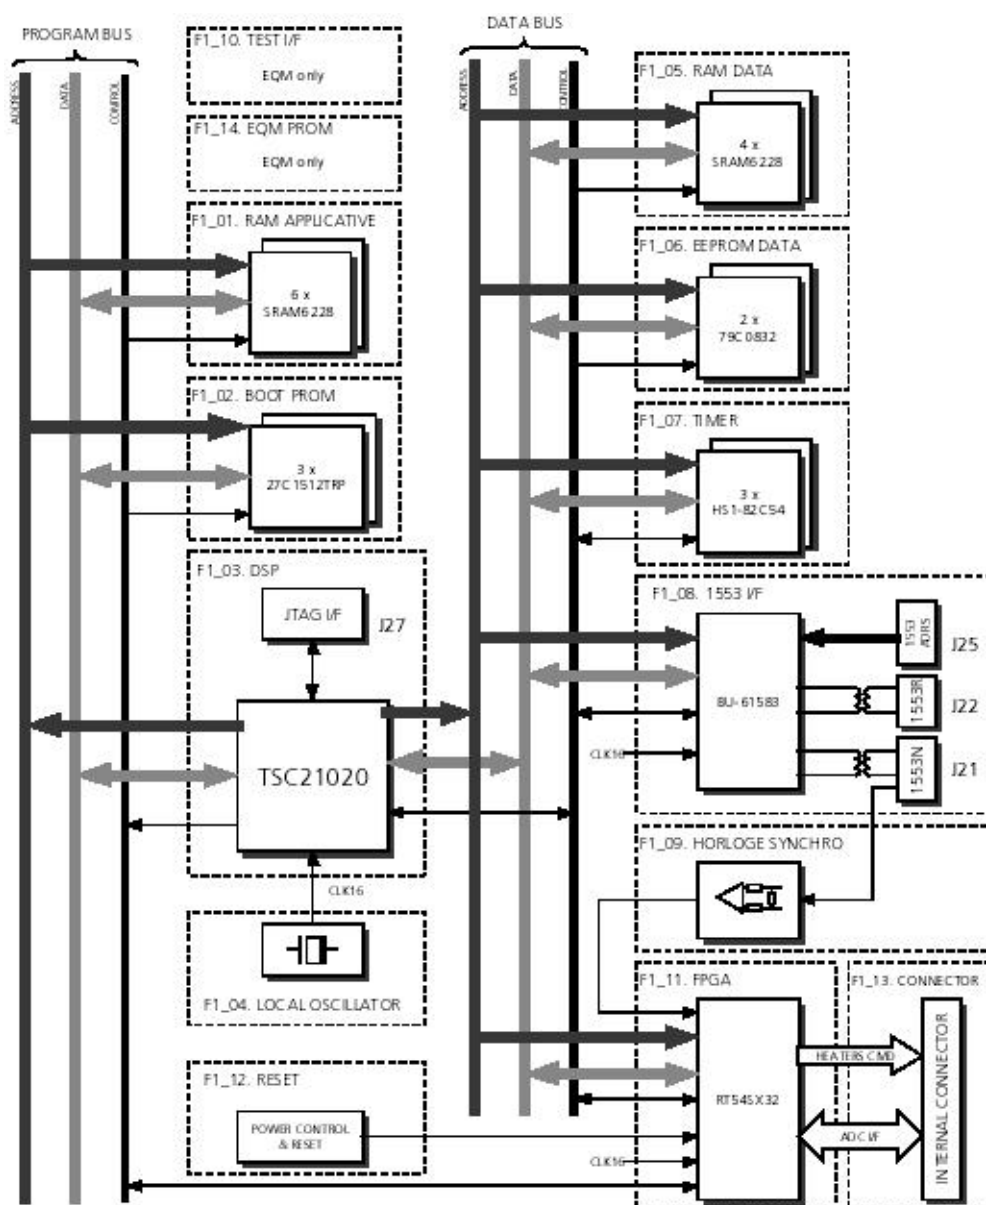 PROGRAM BUS
DATA BUS
ADDRESS
DATA
CONTROL
ADDRESS
DATA
CONTROL
F1_10. TEST I/F
EQM only
F1_14. EQM PROM
EQM only
F1_01. RAM APPLICATIVE
6 x
SRAM6228
F1_02. BOOT PROM
3 x
27C1512TRP
F1_03. DSP
JTAG I/F
J27
TSC21020
CLK16
F1_04. LOCAL OSCILLATOR
F1_12. RESET
POWER CONTROL
& RESET
F1_05. RAM DATA
4 x
SRAM6228
F1_06. EEPROM DATA
2 x
79C0832
F1_07. TIMER
3 x
HS1-82C54
F1_08. 1553 I/F
BU-61583
CLK16
1553
ADRS
J25
1553R
J22
1553N
J21
F1_09. HORLOGE SYNCHRO
F1_11. FPGA
RT54SX32
CLK16
HEATERS CMD
ADC I/F
F1_13. CONNECTOR
INTERNAL CONNECTOR